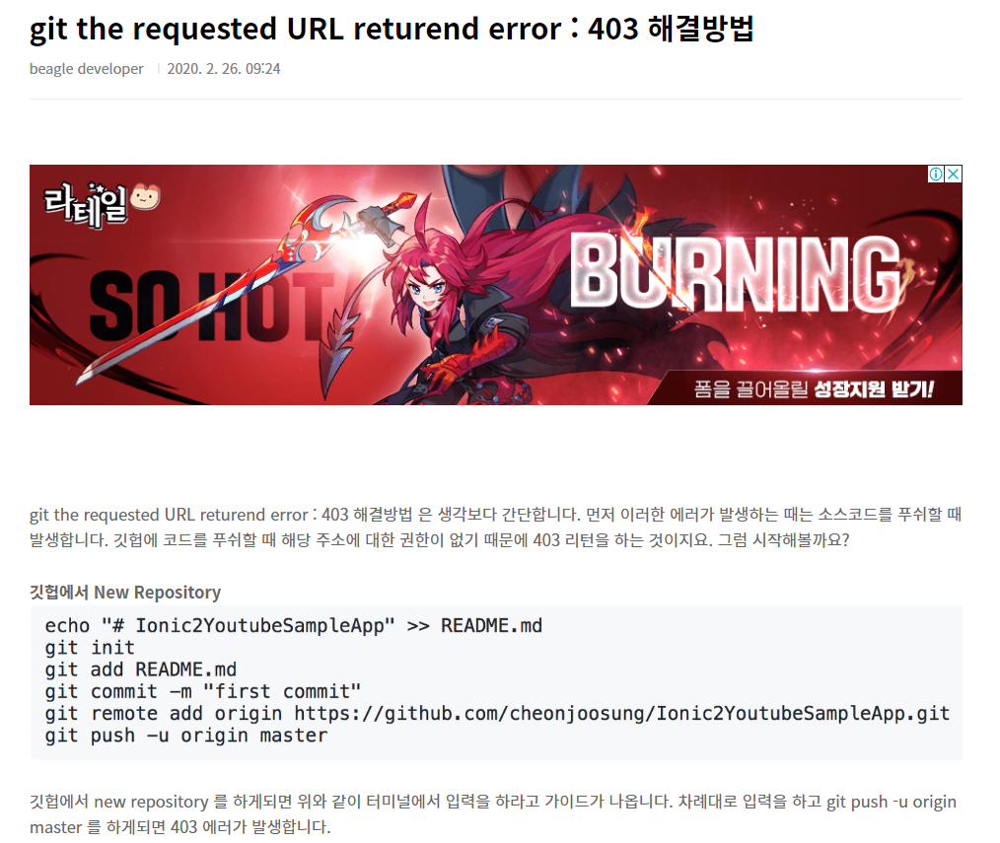 git the requested URL returend error : 403 해결방법
beagle developer 2020. 2. 26. 09:24
라테일
SO HOT
BURNING
폼을 끌어올릴 성장지원 받기!
git the requested URL returend error : 403 해결방법 은 생각보다 간단합니다. 먼저 이러한 에러가 발생하는 때는 소스코드를 푸쉬할 때
발생합니다. 깃헙에 코드를 푸쉬할 때 해당 주소에 대한 권한이 없기 때문에 403 리턴을 하는 것이지요. 그럼 시작해볼까요?
깃헙에서 New Repository
echo "# Ionic2YoutubeSampleApp" >> README.md
git init
git add README.md
git commit -m "first commit"
git remote add origin https://github.com/cheonjoosung/Ionic2YoutubeSampleApp.git
git push -u origin master
깃헙에서 new repository 를 하게되면 위와 같이 터미널에서 입력을 하라고 가이드가 나옵니다. 차례대로 입력을 하고 git push -u origin
master 를 하게되면 403 에러가 발생합니다.